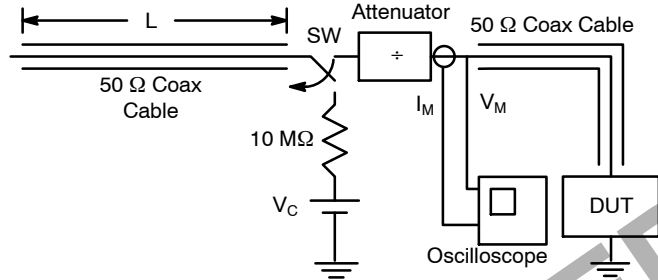 L
SW
Attenuator
÷
50 Ω Coax Cable
50 Ω Coax
Cable
I_M
V_M
10 MΩ
V_C
DUT
Oscilloscope